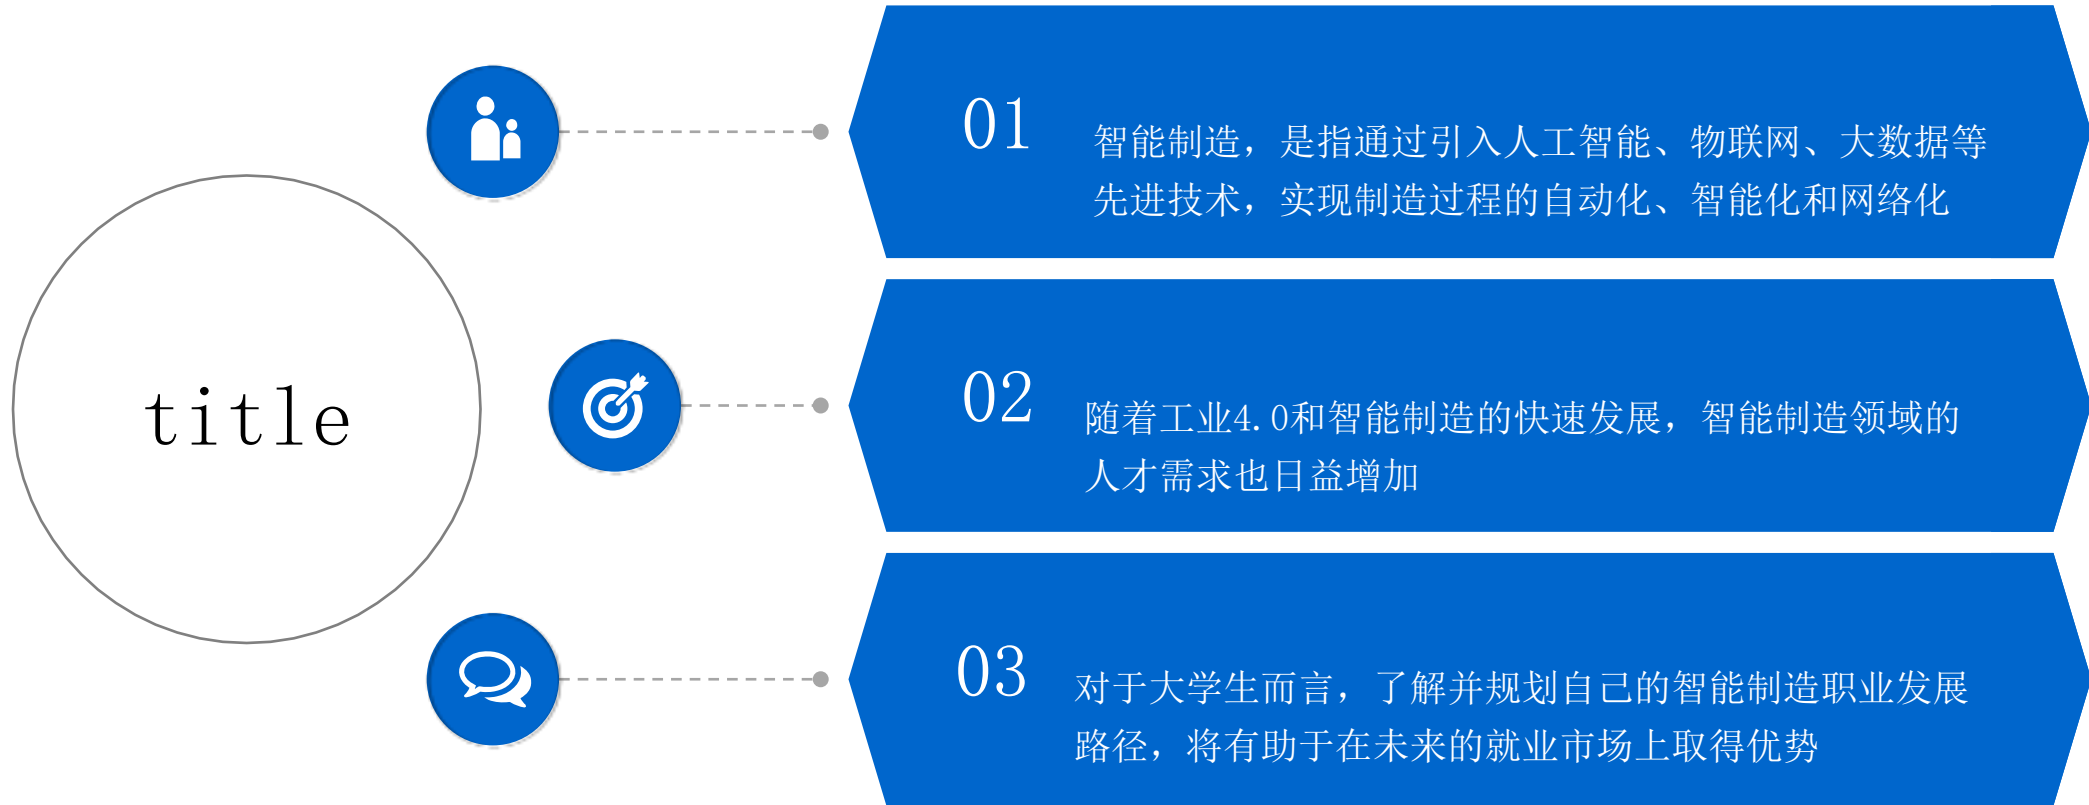 title
01
智能制造，是指通过引入人工智能、物联网、大数据等
先进技术，实现制造过程的自动化、智能化和网络化
02
随着工业4.0和智能制造的快速发展，智能制造领域的
人才需求也日益增加
03
对于大学生而言，了解并规划自己的智能制造职业发展
路径，将有助于在未来的就业市场上取得优势